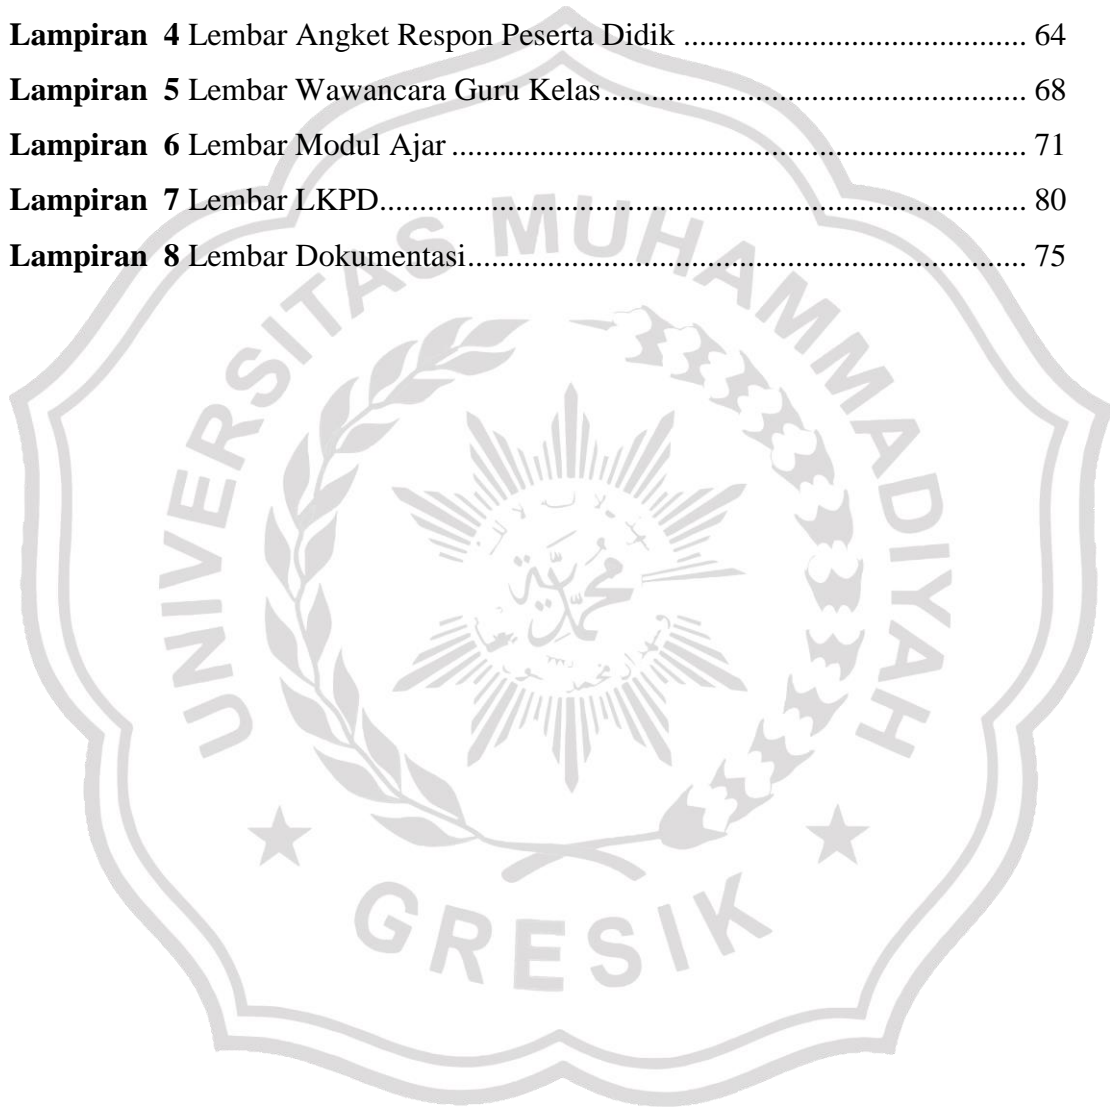 Lampiran  4 Lembar Angket Respon Peserta Didik ........................................... 64
Lampiran  5 Lembar Wawancara Guru Kelas..................................................... 68
Lampiran  6 Lembar Modul Ajar ........................................................................ 71
Lampiran  7 Lembar LKPD................................................................................. 80
Lampiran  8 Lembar Dokumentasi...................................................................... 75
UNIVERSITAS MUHAMMADIYAH
محمدية
GRESIK